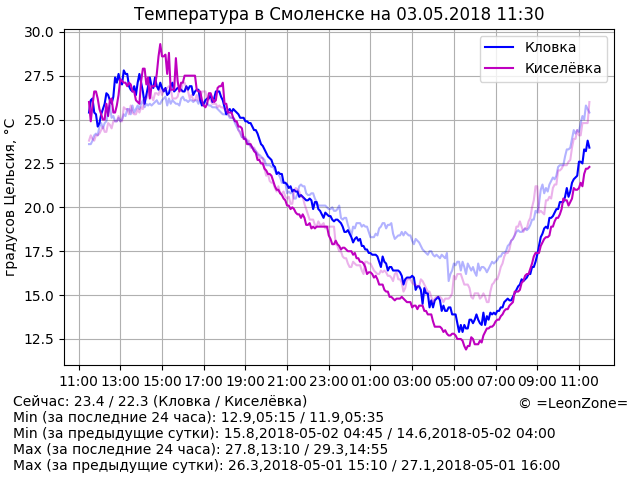 Температура в Смоленске на 03.05.2018 11:30
градусов Цельсия, °C
30.0
27.5
25.0
22.5
20.0
17.5
15.0
12.5
Кловка
Киселёвка
11:00 13:00 15:00 17:00 19:00 21:00 23:00 01:00 03:00 05:00 07:00 09:00 11:00
Сейчас: 23.4 / 22.3 (Кловка / Киселёвка)
© =LeonZone=
Min (за последние 24 часа): 12.9,05:15 / 11.9,05:35
Min (за предыдущие сутки): 15.8,2018-05-02 04:45 / 14.6,2018-05-02 04:00
Max (за последние 24 часа): 27.8,13:10 / 29.3,14:55
Max (за предыдущие сутки): 26.3,2018-05-01 15:10 / 27.1,2018-05-01 16:00